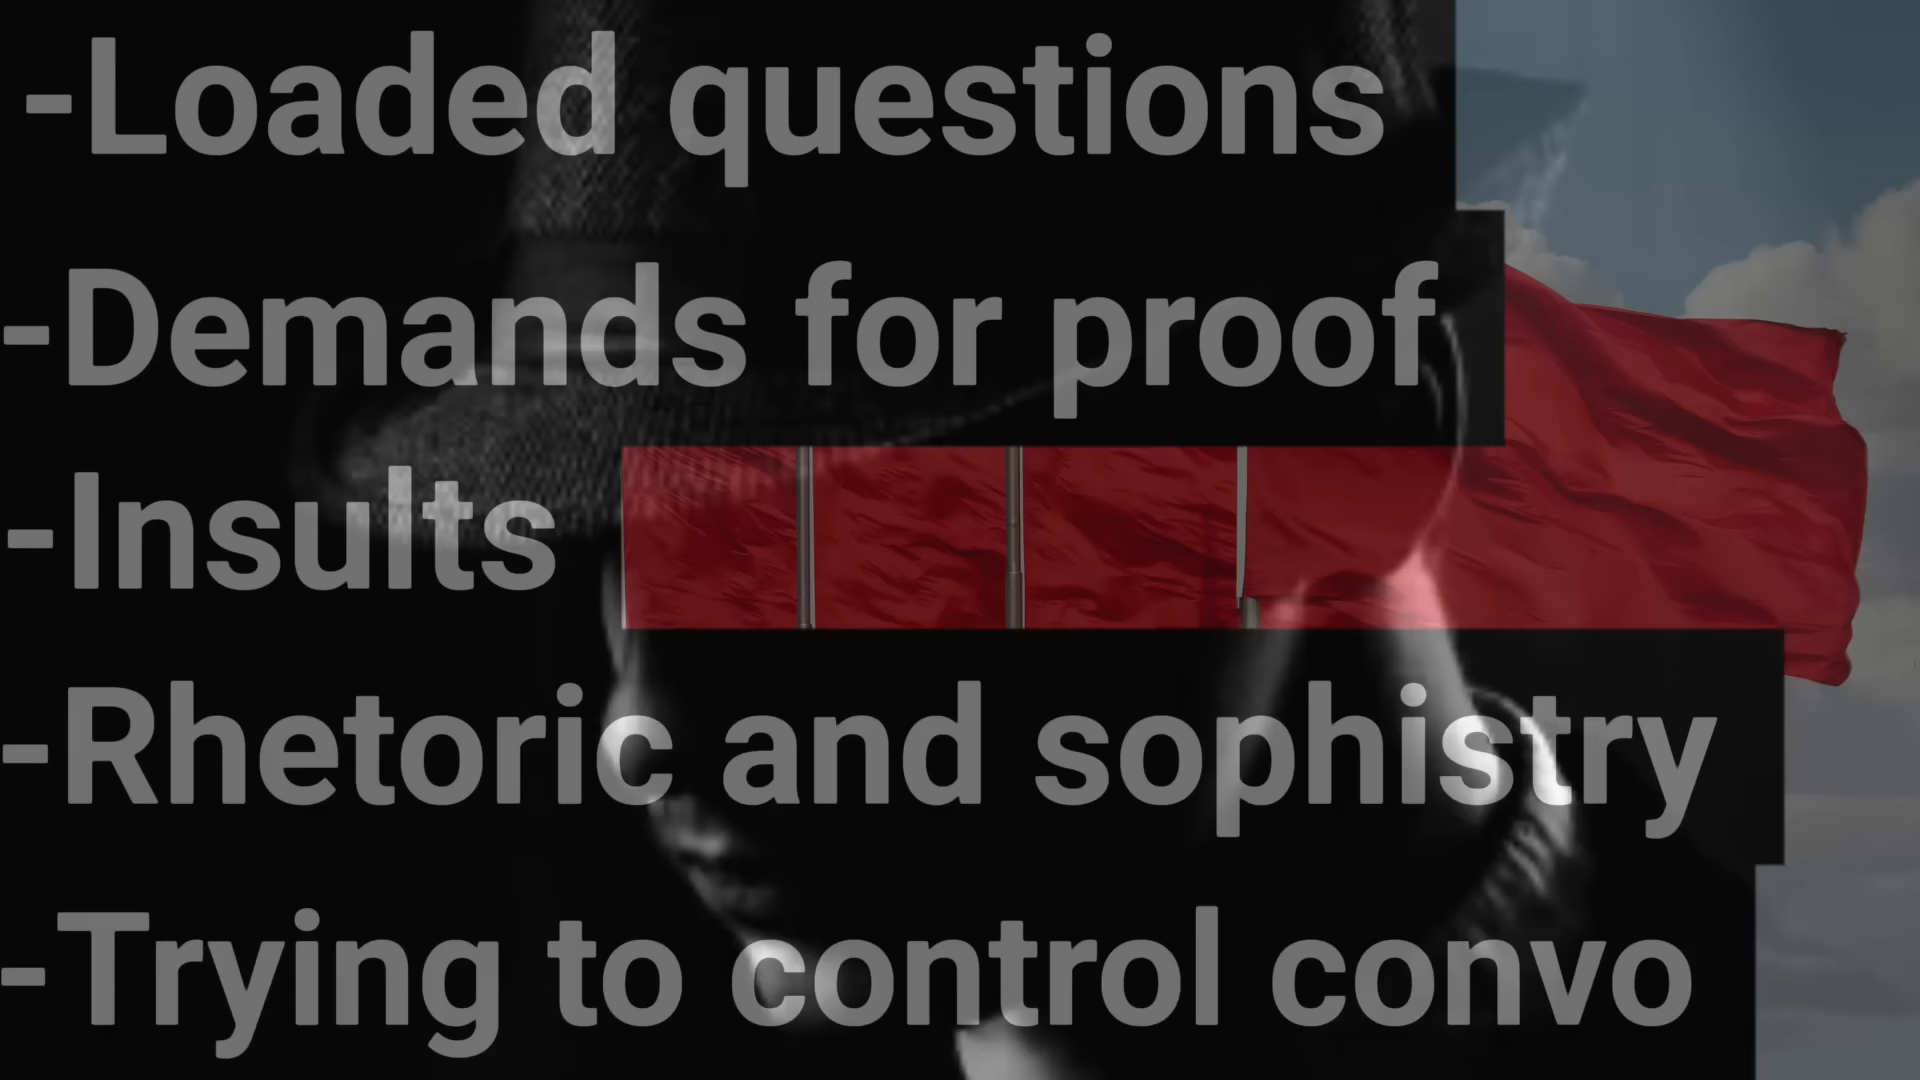 -Loaded questions
-Demands for proof
-Insults
-Rhetoric and sophistry
-Trying to control convo